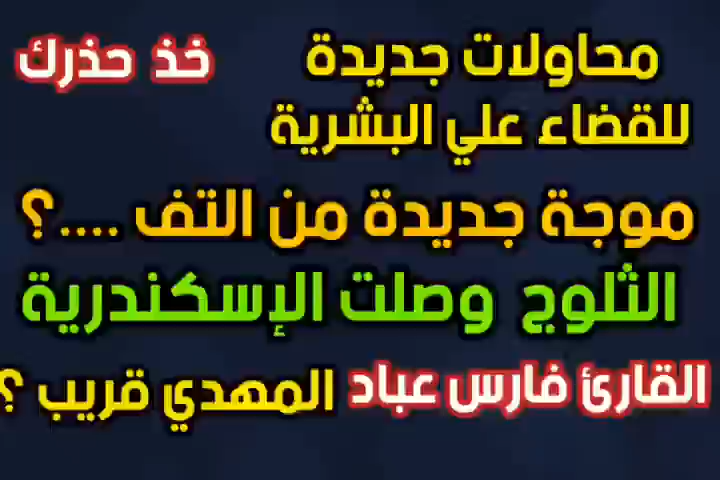 محاولات جديدة خذ حذرك
للقضاء علي البشرية
موجة جديدة من التف ....؟
الثلوج وصلت الإسكندرية
القارئ فارس عباد المهدي قريب ؟